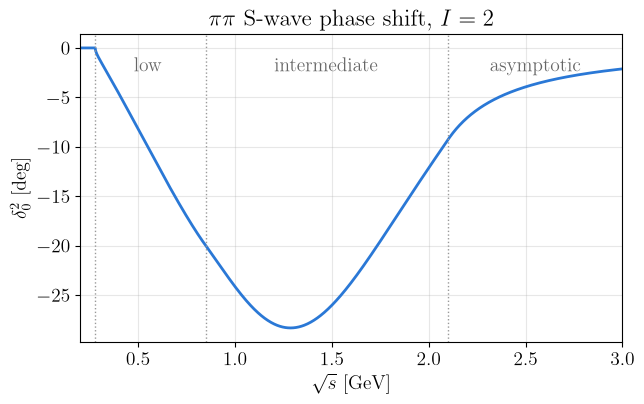 ππ S-wave phase shift, I = 2
low intermediate asymptotic
δ₀² [deg]
0
−5
−10
−15
−20
−25
0.5 1.0 1.5 2.0 2.5 3.0
√s [GeV]